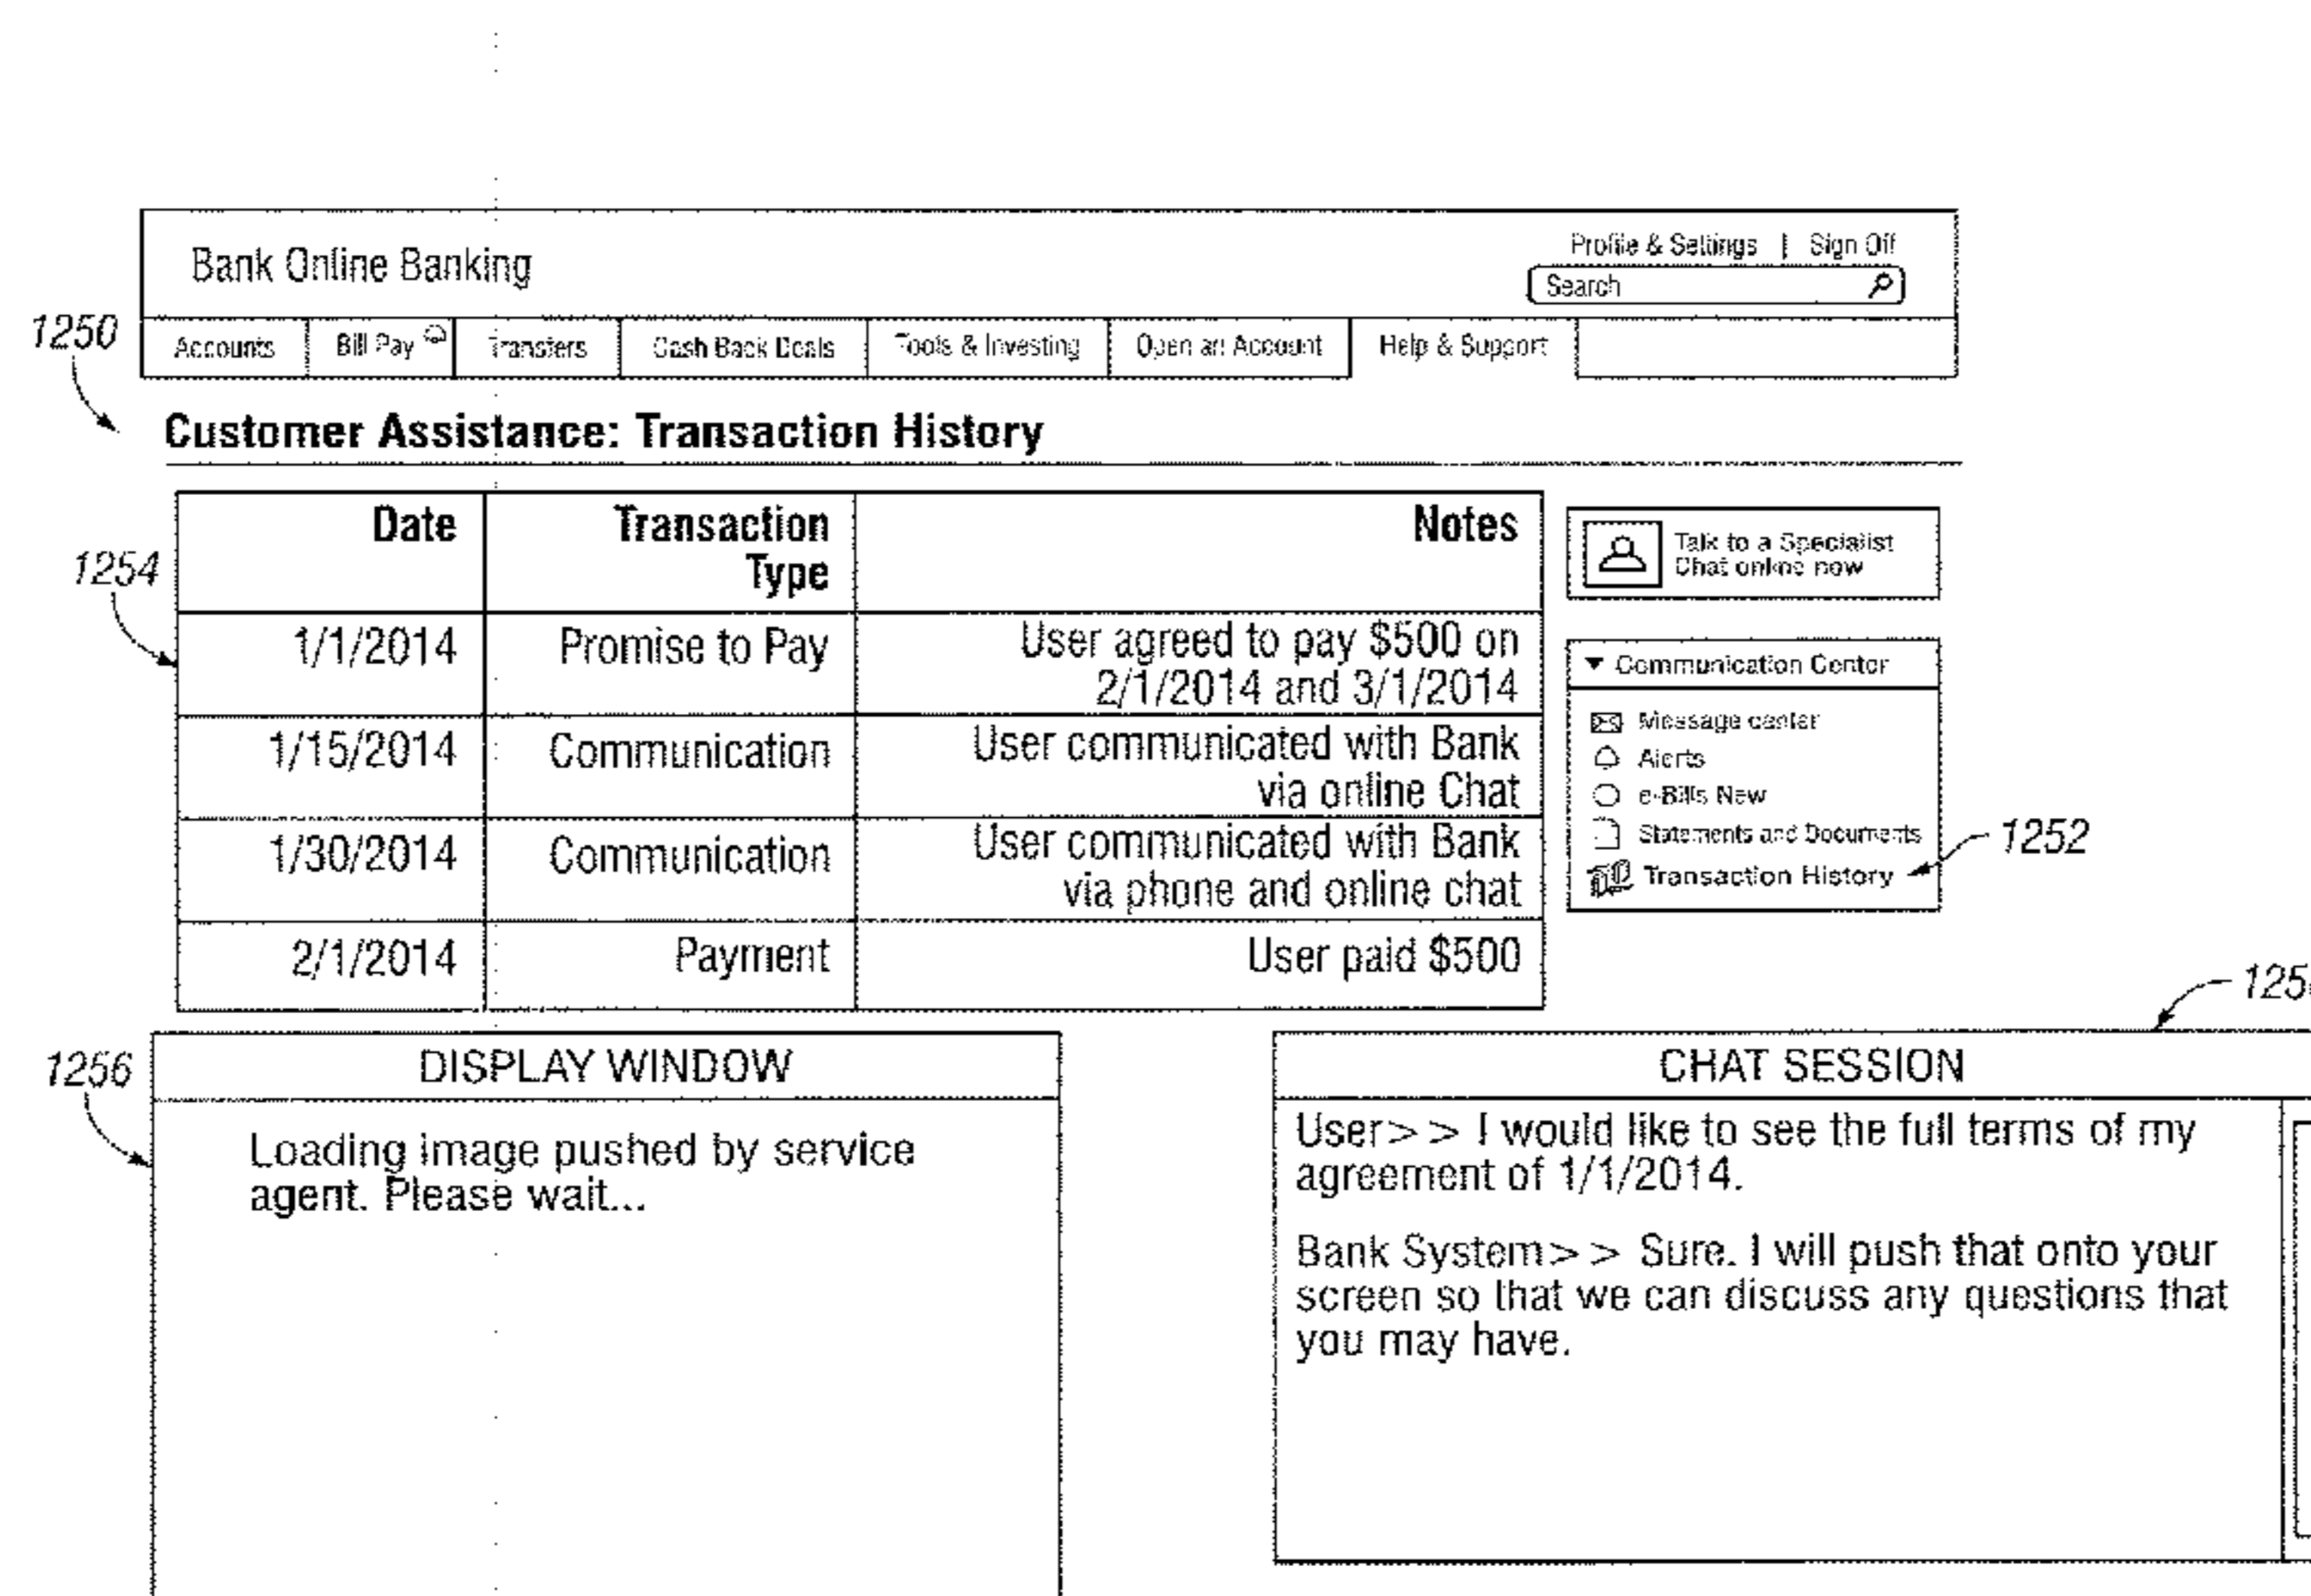 Bank Online Banking
Profile & Settings | Sign Off
Search
1250
Accounts Bill Pay Transfers Cash Back Deals Tools & Investing Open an Account Help & Support
Customer Assistance: Transaction History
Date Transaction Type Notes
1254
1/1/2014 Promise to Pay User agreed to pay $500 on
2/1/2014 and 3/1/2014
1/15/2014 Communication User communicated with Bank
via online Chat
1/30/2014 Communication User communicated with Bank
via phone and online chat
2/1/2014 Payment User paid $500
Talk to a Specialist
Chat online now
▼ Communication Center
Message center
Alerts
e-Bills New
Statements and Documents
Transaction History
1252
1256
DISPLAY WINDOW
Loading image pushed by service
agent. Please wait...
CHAT SESSION
User>> I would like to see the full terms of my
agreement of 1/1/2014.
Bank System>> Sure. I will push that onto your
screen so that we can discuss any questions that
you may have.